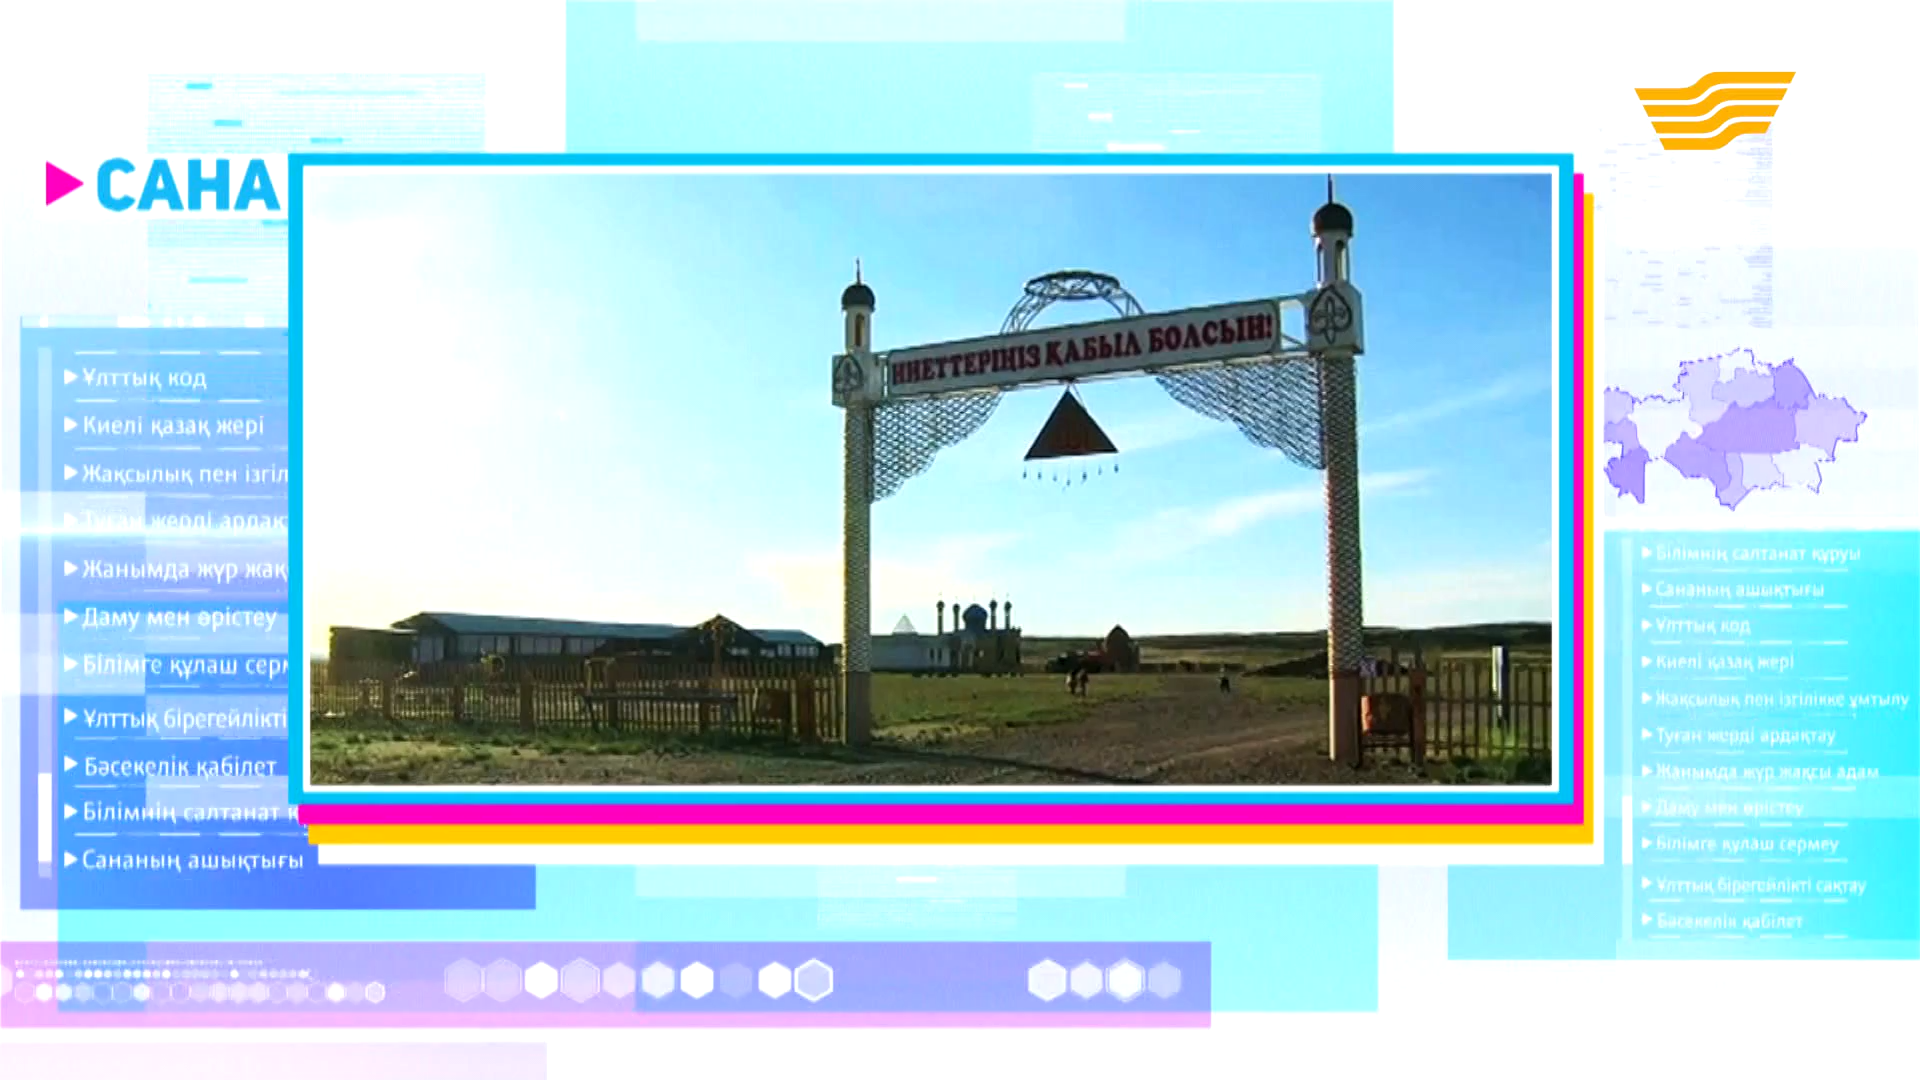 САНА
Ұлттық код
Киелі қазақ жері
Жақсылық пен ізгіл
Туған жерді ардақт
Жанымда жүр жақ
Даму мен өрістеу
Білімге құлаш серм
Ұлттық бірегейлікті
Бәсекелік қабілет
Білімнің салтанат қ
Сананың ашықтығы
НИЕТТЕРІҢІЗ ҚАБЫЛ БОЛСЫН!
Білімнің салтанат құруы
Сананың ашықтығы
Ұлттық код
Киелі қазақ жері
Жақсылық пен ізгілікке ұмтылу
Туған жерді ардақтау
Жанымда жүр жақсы адам
Даму мен өрістеу
Білімге құлаш сермеу
Ұлттық бірегейлікті сақтау
Бәсекелік қабілет